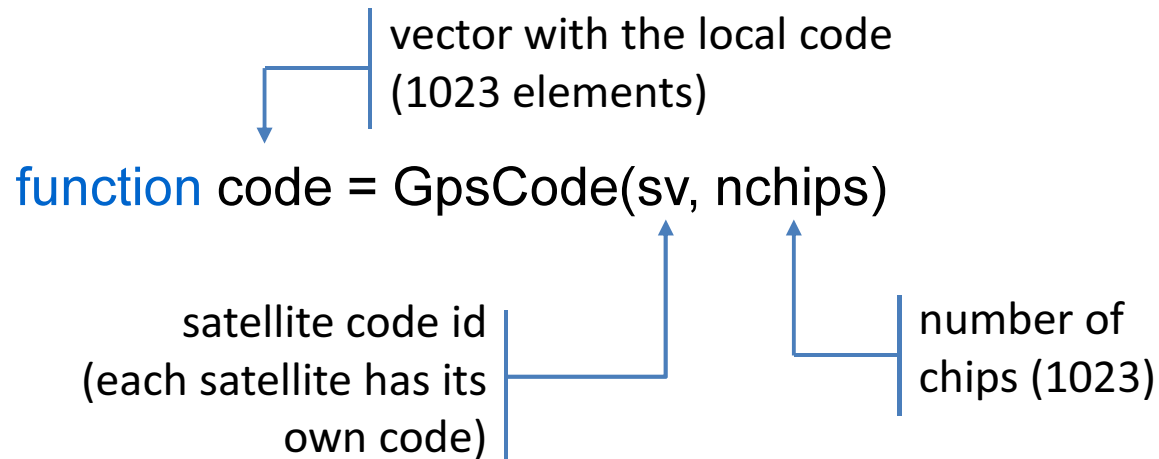 vector with the local code
(1023 elements)
function code = GpsCode(sv, nchips)
satellite code id
(each satellite has its
own code)
number of
chips (1023)